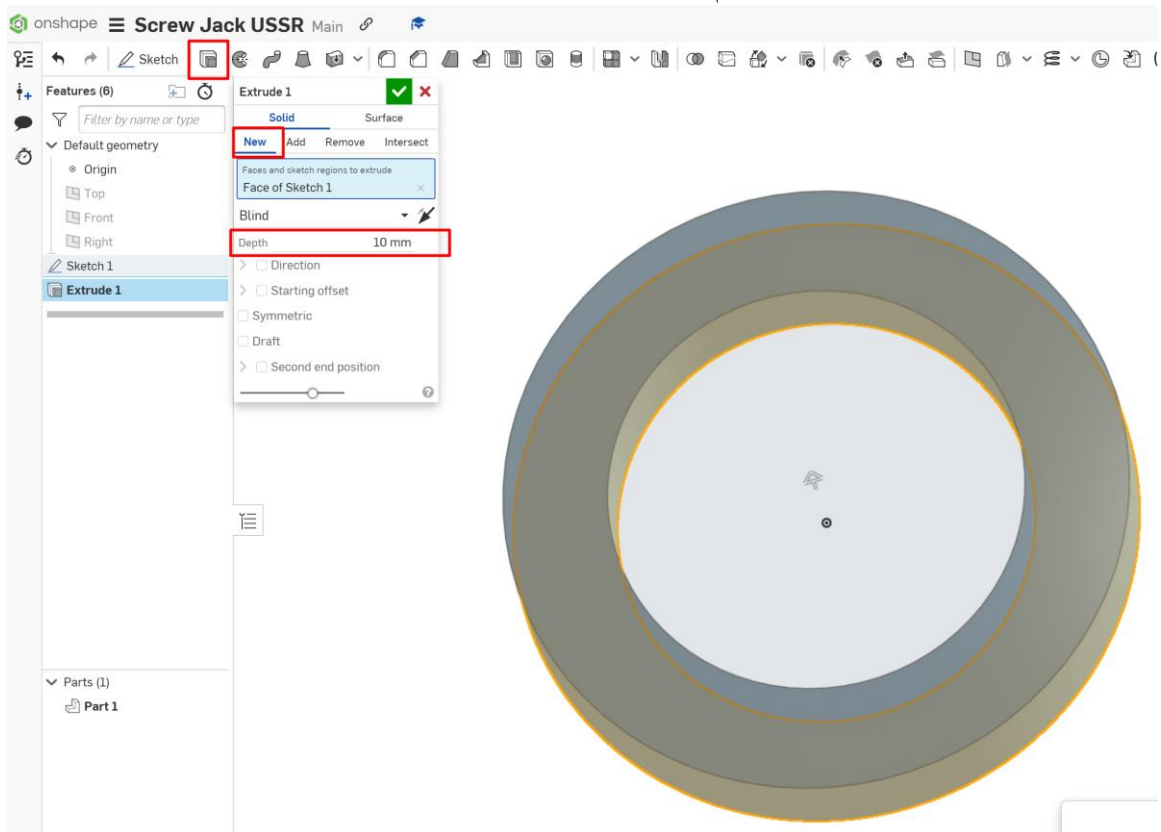 onshape Screw Jack USSR Main
Sketch
Features (6)
Filter by name or type
Default geometry
Origin
Top
Front
Right
Sketch 1
Extrude 1
Parts (1)
Part 1
Extrude 1
Solid Surface
New Add Remove Intersect
Faces and sketch regions to extrude
Face of Sketch 1
Blind
Depth 10 mm
Direction
Starting offset
Symmetric
Draft
Second end position